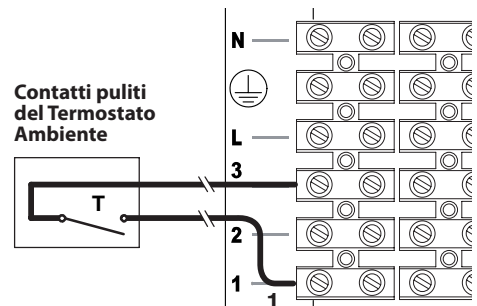 N
Contatti puliti
del Termostato
Ambiente
L
3
T
2
1
1